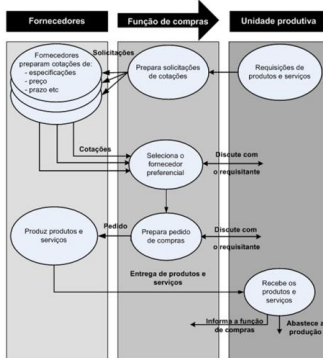 Fornecedores
Função de compras
Unidade produtiva
Fornecedores
preparam cotações de:
- especificações
- preço
- prazo etc
Solicitações
Prepara solicitações
de cotações
Requisições de
produtos e serviços
Cotações
Seleciona o
fornecedor
preferencial
Discute com
o requisitante
Produz produtos e
serviços
Pedido
Prepara pedido
de compras
Discute com
o requisitante
Entrega de produtos e
serviços
Recebe os
produtos e
serviços
Informa a função
de compras
Abastece a
produção